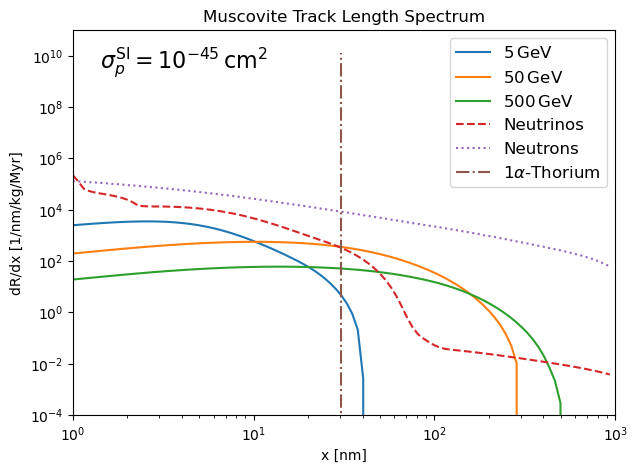 Muscovite Track Length Spectrum
σ_p^SI = 10^−45 cm^2
5 GeV
50 GeV
500 GeV
Neutrinos
Neutrons
1α-Thorium
dR/dx [1/nm/kg/Myr]
10^10
10^8
10^6
10^4
10^2
10^0
10^−2
10^−4
10^0
10^1
10^2
10^3
x [nm]